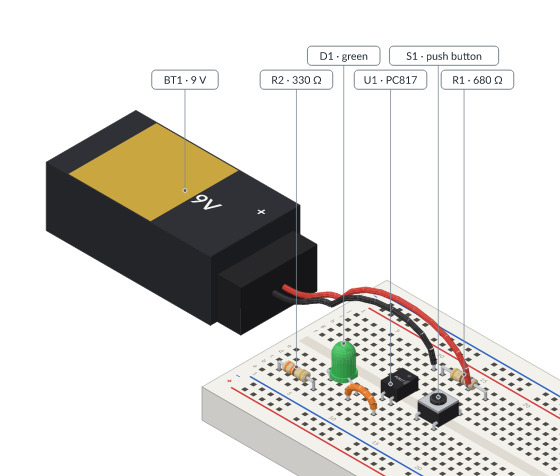 D1 · green
S1 · push button
BT1 · 9 V
R2 · 330 Ω
U1 · PC817
R1 · 680 Ω
9V
+